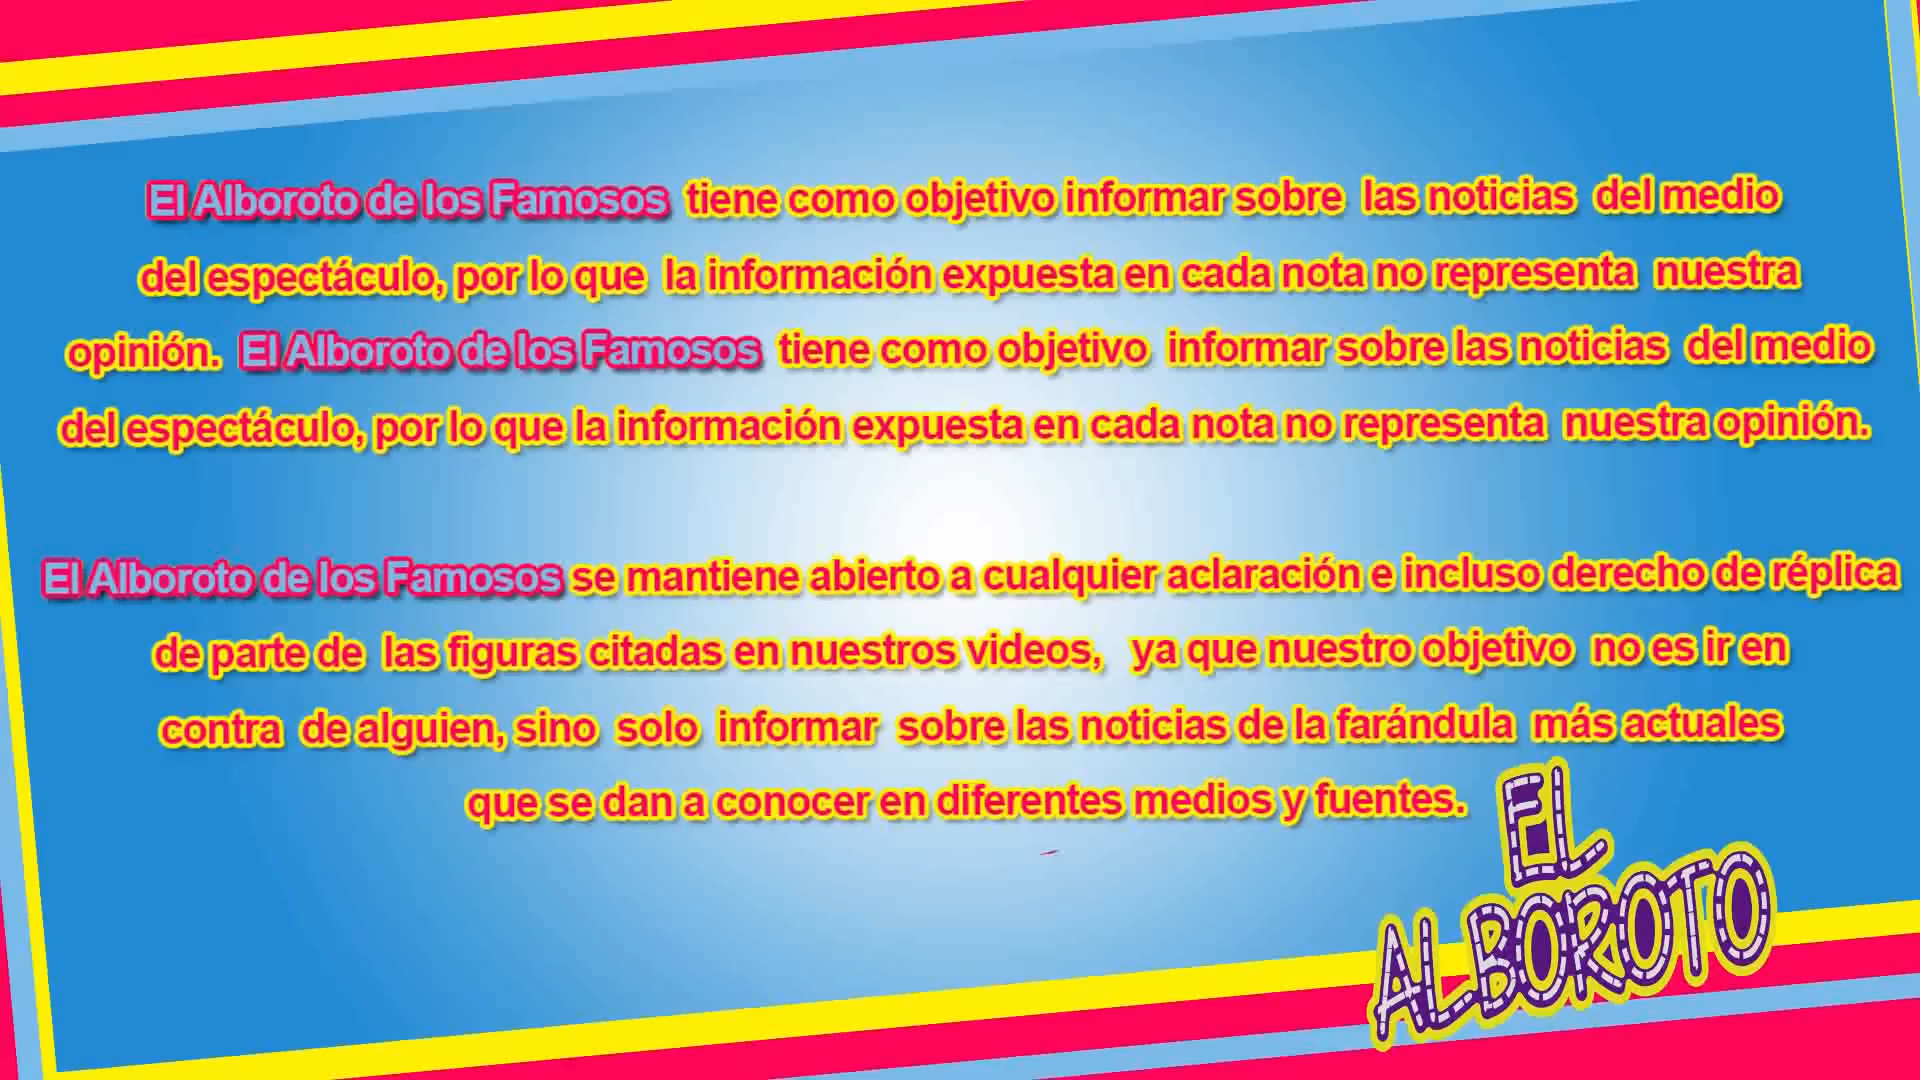 El Alboroto de los Famosos tiene como objetivo informar sobre las noticias del medio
del espectáculo, por lo que la información expuesta en cada nota no representa nuestra
opinión. El Alboroto de los Famosos tiene como objetivo informar sobre las noticias del medio
del espectáculo, por lo que la información expuesta en cada nota no representa nuestra opinión.
El Alboroto de los Famosos se mantiene abierto a cualquier aclaración e incluso derecho de réplica
de parte de las figuras citadas en nuestros videos, ya que nuestro objetivo no es ir en
contra de alguien, sino solo informar sobre las noticias de la farándula más actuales
que se dan a conocer en diferentes medios y fuentes.
EL
ALBOROTO